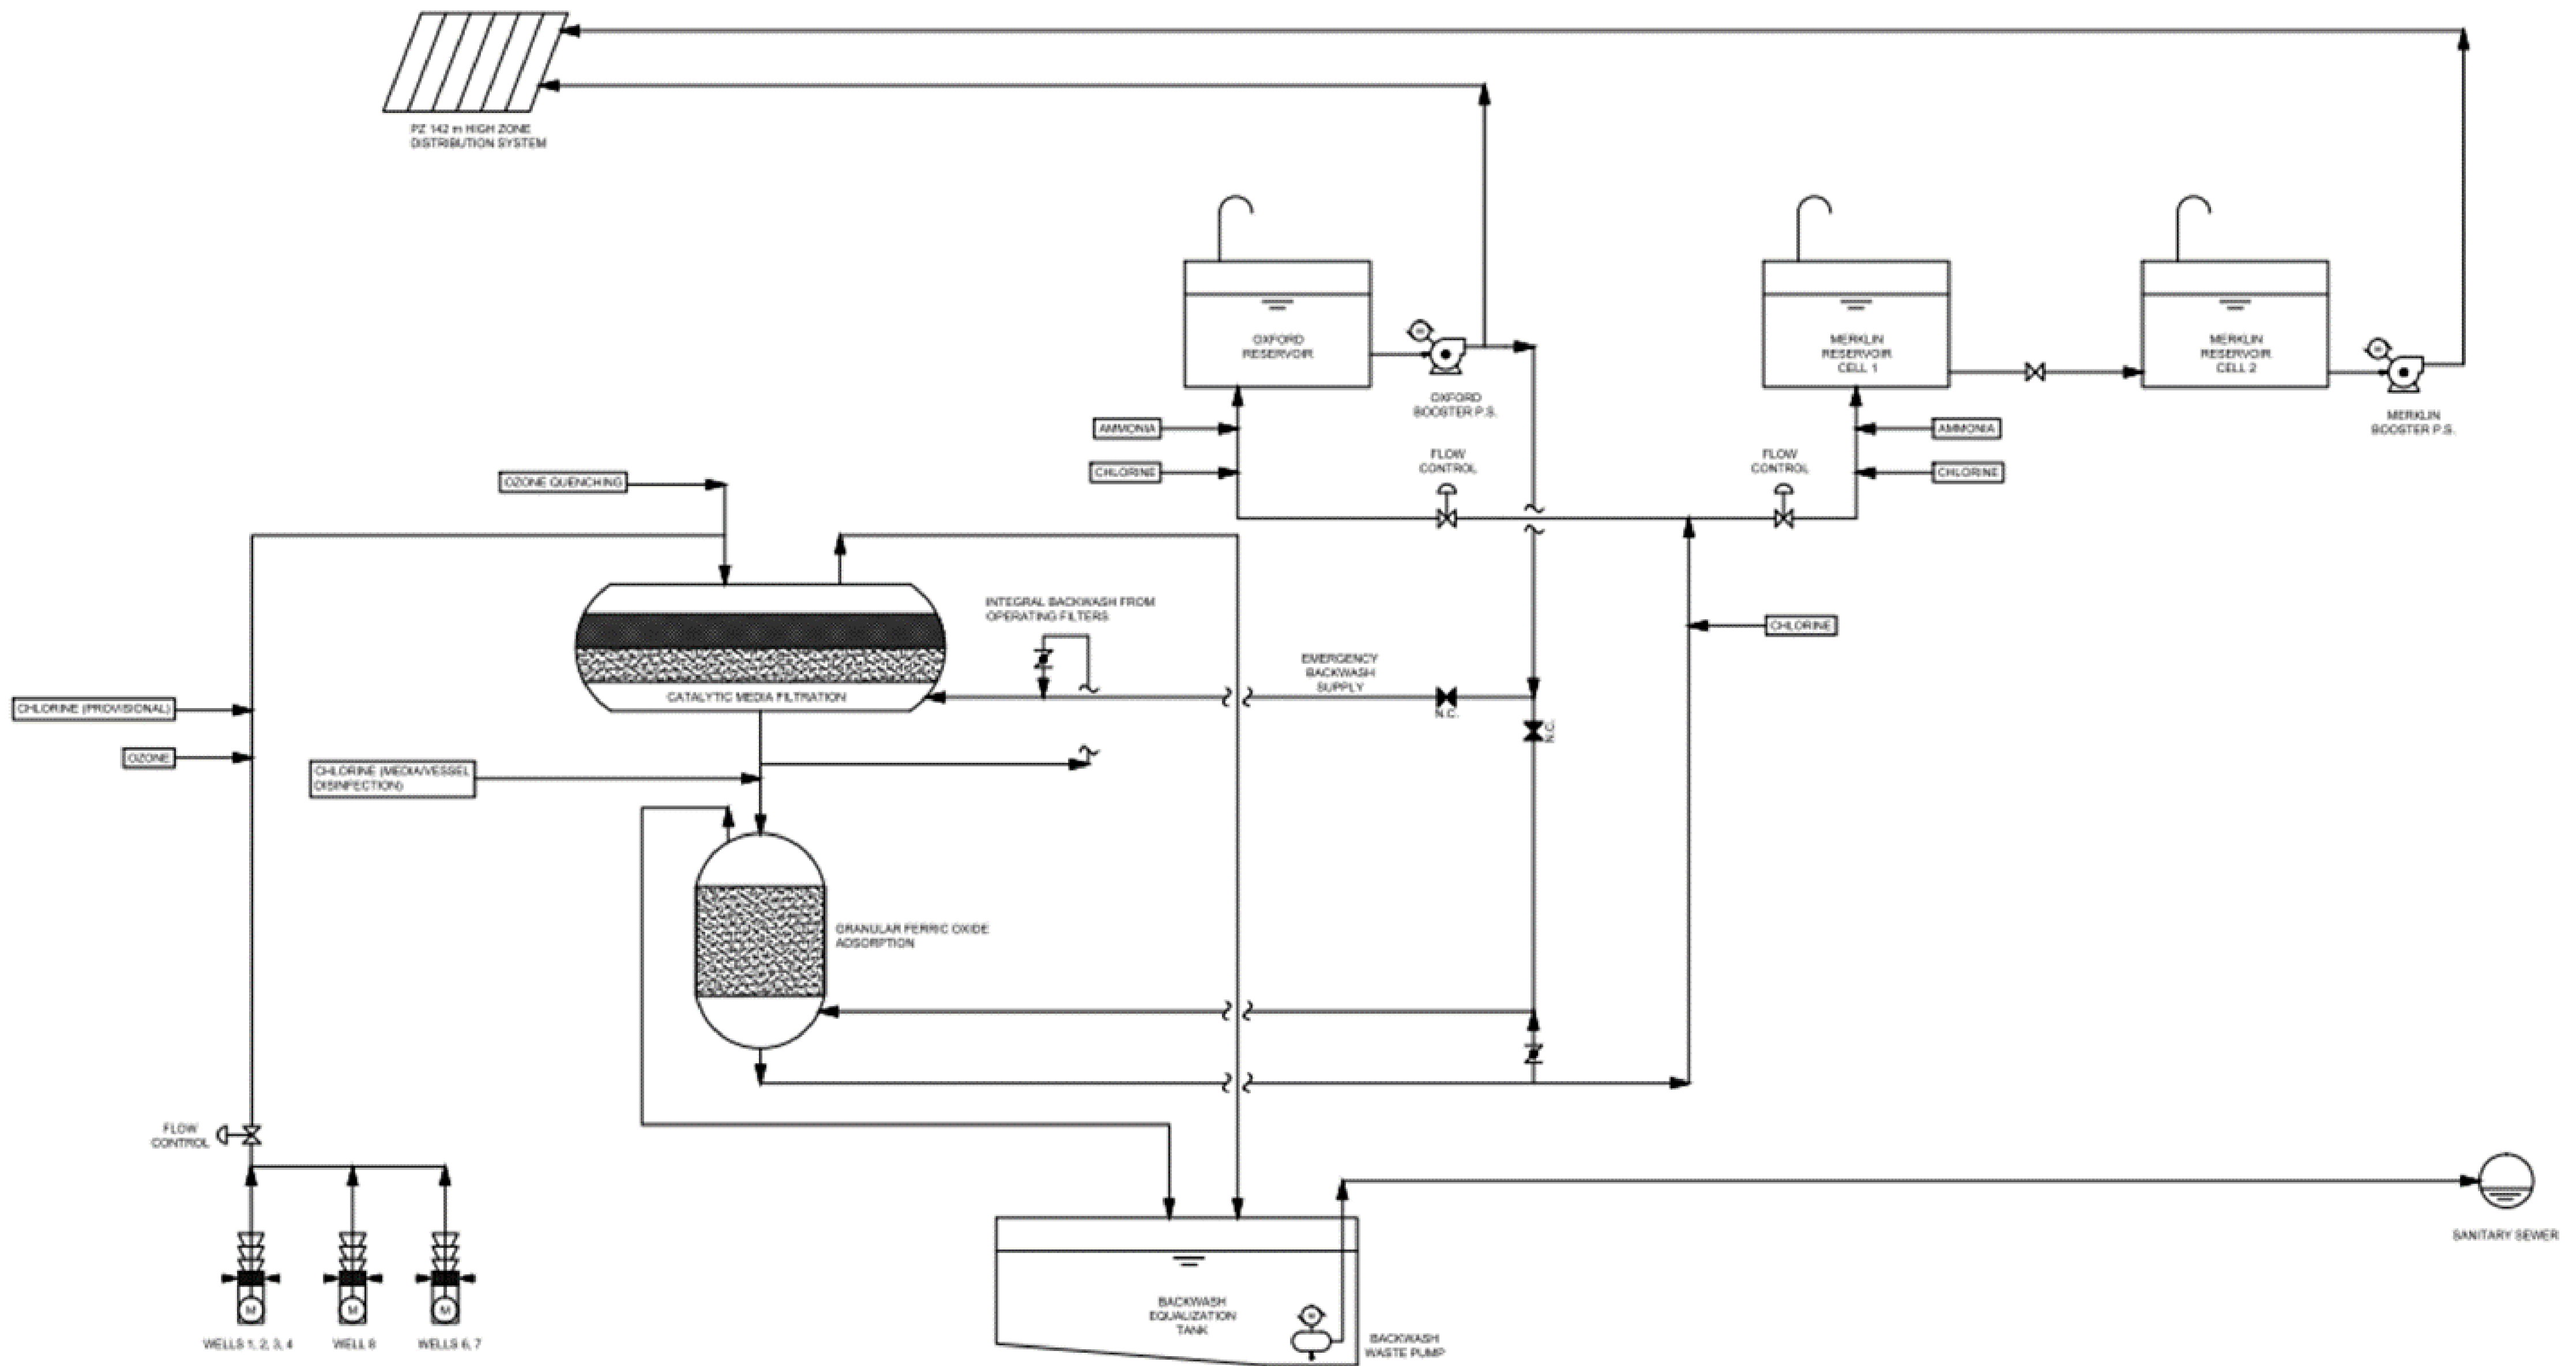 PZ 142 m HIGH ZONE
DISTRIBUTION SYSTEM
OXFORD
RESERVOIR
MERKLIN
RESERVOIR
CELL 1
MERKLIN
RESERVOIR
CELL 2
OXFORD
BOOSTER P.S.
MERKLIN
BOOSTER P.S.
AMMONIA
AMMONIA
FLOW
CONTROL
FLOW
CONTROL
CHLORINE
CHLORINE
OZONE QUENCHING
INTEGRAL BACKWASH FROM
OPERATING FILTERS
CHLORINE
EMERGENCY
BACKWASH
SUPPLY
CATALYTIC MEDIA FILTRATION
CHLORINE (PROVISIONAL)
N.C.
N.C.
OZONE
CHLORINE (MEDIA/VESSEL
DISINFECTION)
GRANULAR FERRIC OXIDE
ADSORPTION
FLOW
CONTROL
SANITARY SEWER
M
M
M
BACKWASH
EQUALIZATION
TANK
WELLS 1, 2, 3, 4
WELL 8
WELLS 6, 7
BACKWASH
WASTE PUMP